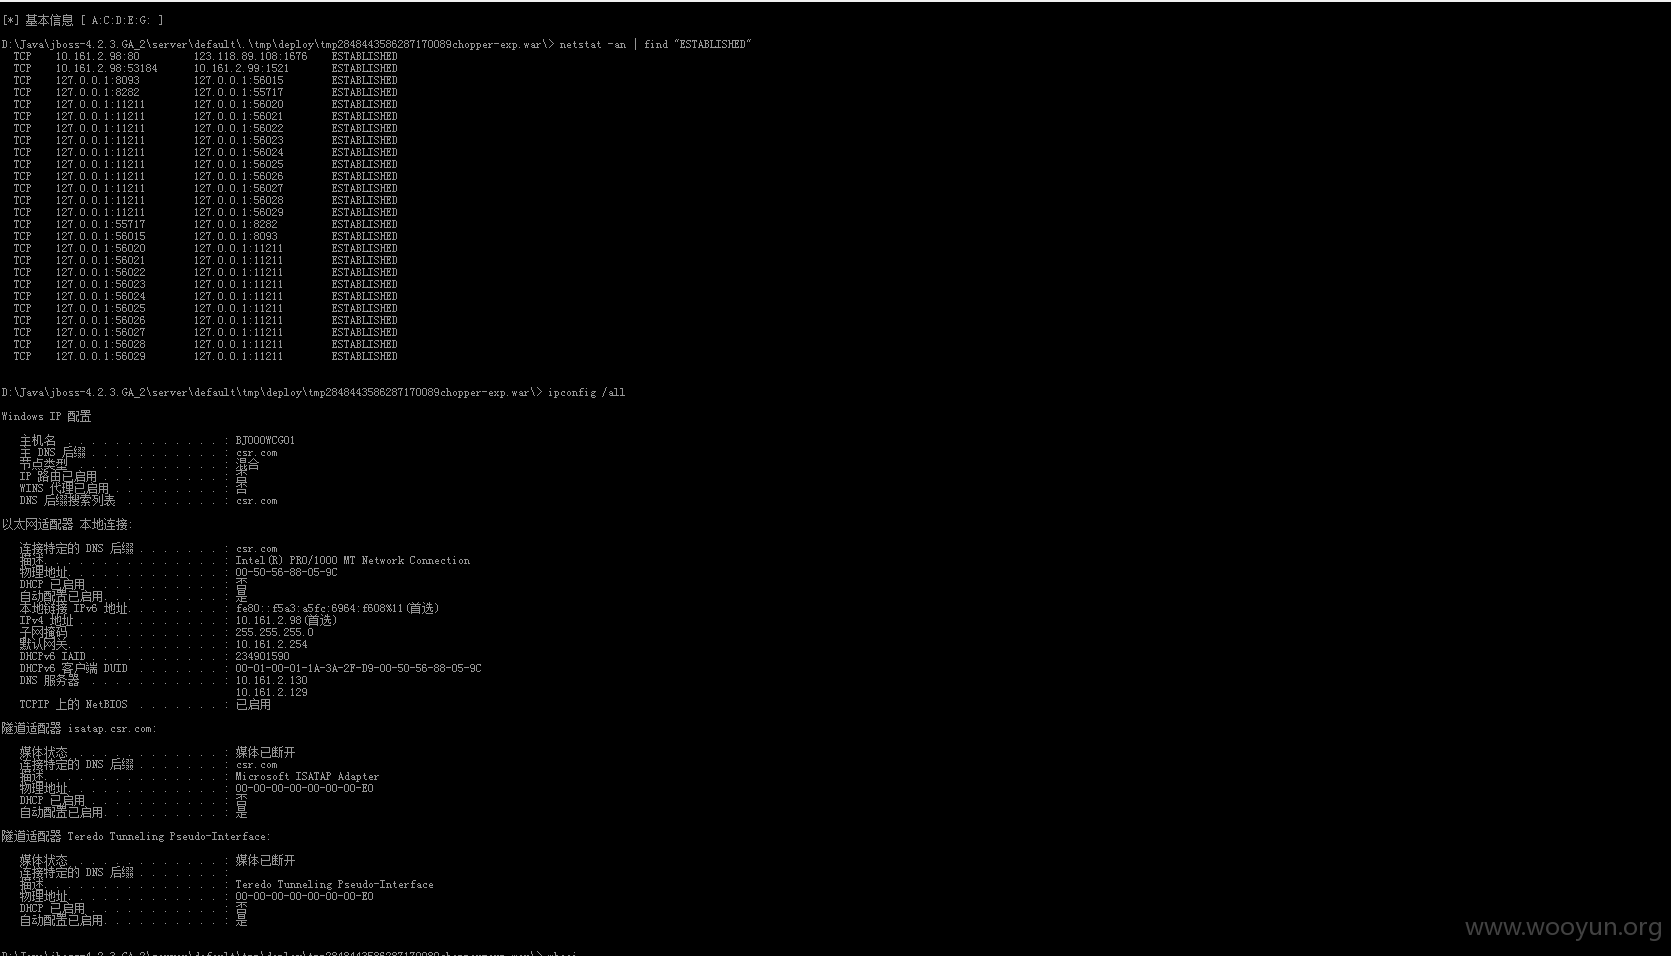 [*] 基本信息 [ A:C:D:E:G: ]
D:\Java\jboss-4.2.3.GA_2\server\default\.\tmp\deploy\tmp2848443586287170089chopper-exp.war\> netstat -an | find "ESTABLISHED"
TCP 10.161.2.98:80 123.118.89.108:1676 ESTABLISHED
TCP 10.161.2.98:53184 10.161.2.99:1521 ESTABLISHED
TCP 127.0.0.1:8093 127.0.0.1:56015 ESTABLISHED
TCP 127.0.0.1:8282 127.0.0.1:55717 ESTABLISHED
TCP 127.0.0.1:11211 127.0.0.1:56020 ESTABLISHED
TCP 127.0.0.1:11211 127.0.0.1:56021 ESTABLISHED
TCP 127.0.0.1:11211 127.0.0.1:56022 ESTABLISHED
TCP 127.0.0.1:11211 127.0.0.1:56023 ESTABLISHED
TCP 127.0.0.1:11211 127.0.0.1:56024 ESTABLISHED
TCP 127.0.0.1:11211 127.0.0.1:56025 ESTABLISHED
TCP 127.0.0.1:11211 127.0.0.1:56026 ESTABLISHED
TCP 127.0.0.1:11211 127.0.0.1:56027 ESTABLISHED
TCP 127.0.0.1:11211 127.0.0.1:56028 ESTABLISHED
TCP 127.0.0.1:11211 127.0.0.1:56029 ESTABLISHED
TCP 127.0.0.1:55717 127.0.0.1:8282 ESTABLISHED
TCP 127.0.0.1:56015 127.0.0.1:8093 ESTABLISHED
TCP 127.0.0.1:56020 127.0.0.1:11211 ESTABLISHED
TCP 127.0.0.1:56021 127.0.0.1:11211 ESTABLISHED
TCP 127.0.0.1:56022 127.0.0.1:11211 ESTABLISHED
TCP 127.0.0.1:56023 127.0.0.1:11211 ESTABLISHED
TCP 127.0.0.1:56024 127.0.0.1:11211 ESTABLISHED
TCP 127.0.0.1:56025 127.0.0.1:11211 ESTABLISHED
TCP 127.0.0.1:56026 127.0.0.1:11211 ESTABLISHED
TCP 127.0.0.1:56027 127.0.0.1:11211 ESTABLISHED
TCP 127.0.0.1:56028 127.0.0.1:11211 ESTABLISHED
TCP 127.0.0.1:56029 127.0.0.1:11211 ESTABLISHED
D:\Java\jboss-4.2.3.GA_2\server\default\tmp\deploy\tmp2848443586287170089chopper-exp.war\> ipconfig /all
Windows IP 配置
主机名 . . . . . . . . . . . . . : BJ000WCG01
主 DNS 后缀 . . . . . . . . . . . : csr.com
节点类型 . . . . . . . . . . . . : 混合
IP 路由已启用 . . . . . . . . . . : 否
WINS 代理已启用 . . . . . . . . . : 否
DNS 后缀搜索列表 . . . . . . . . : csr.com
以太网适配器 本地连接:
连接特定的 DNS 后缀 . . . . . . . : csr.com
描述. . . . . . . . . . . . . . . : Intel(R) PRO/1000 MT Network Connection
物理地址. . . . . . . . . . . . . : 00-50-56-88-05-9C
DHCP 已启用 . . . . . . . . . . . : 否
自动配置已启用. . . . . . . . . . : 是
本地链接 IPv6 地址. . . . . . . . : fe80::f5a3:a5fc:6964:f608%11(首选)
IPv4 地址 . . . . . . . . . . . . : 10.161.2.98(首选)
子网掩码 . . . . . . . . . . . . : 255.255.255.0
默认网关. . . . . . . . . . . . . : 10.161.2.254
DHCPv6 IAID . . . . . . . . . . . : 234901590
DHCPv6 客户端 DUID . . . . . . . : 00-01-00-01-1A-3A-2F-D9-00-50-56-88-05-9C
DNS 服务器 . . . . . . . . . . . : 10.161.2.130
10.161.2.129
TCPIP 上的 NetBIOS . . . . . . . : 已启用
隧道适配器 isatap.csr.com:
媒体状态 . . . . . . . . . . . . : 媒体已断开
连接特定的 DNS 后缀 . . . . . . . : csr.com
描述. . . . . . . . . . . . . . . : Microsoft ISATAP Adapter
物理地址. . . . . . . . . . . . . : 00-00-00-00-00-00-00-E0
DHCP 已启用 . . . . . . . . . . . : 否
自动配置已启用. . . . . . . . . . : 是
隧道适配器 Teredo Tunneling Pseudo-Interface:
媒体状态 . . . . . . . . . . . . : 媒体已断开
连接特定的 DNS 后缀 . . . . . . . :
描述. . . . . . . . . . . . . . . : Teredo Tunneling Pseudo-Interface
物理地址. . . . . . . . . . . . . : 00-00-00-00-00-00-00-E0
DHCP 已启用 . . . . . . . . . . . : 否
自动配置已启用. . . . . . . . . . : 是
www.wooyun.org